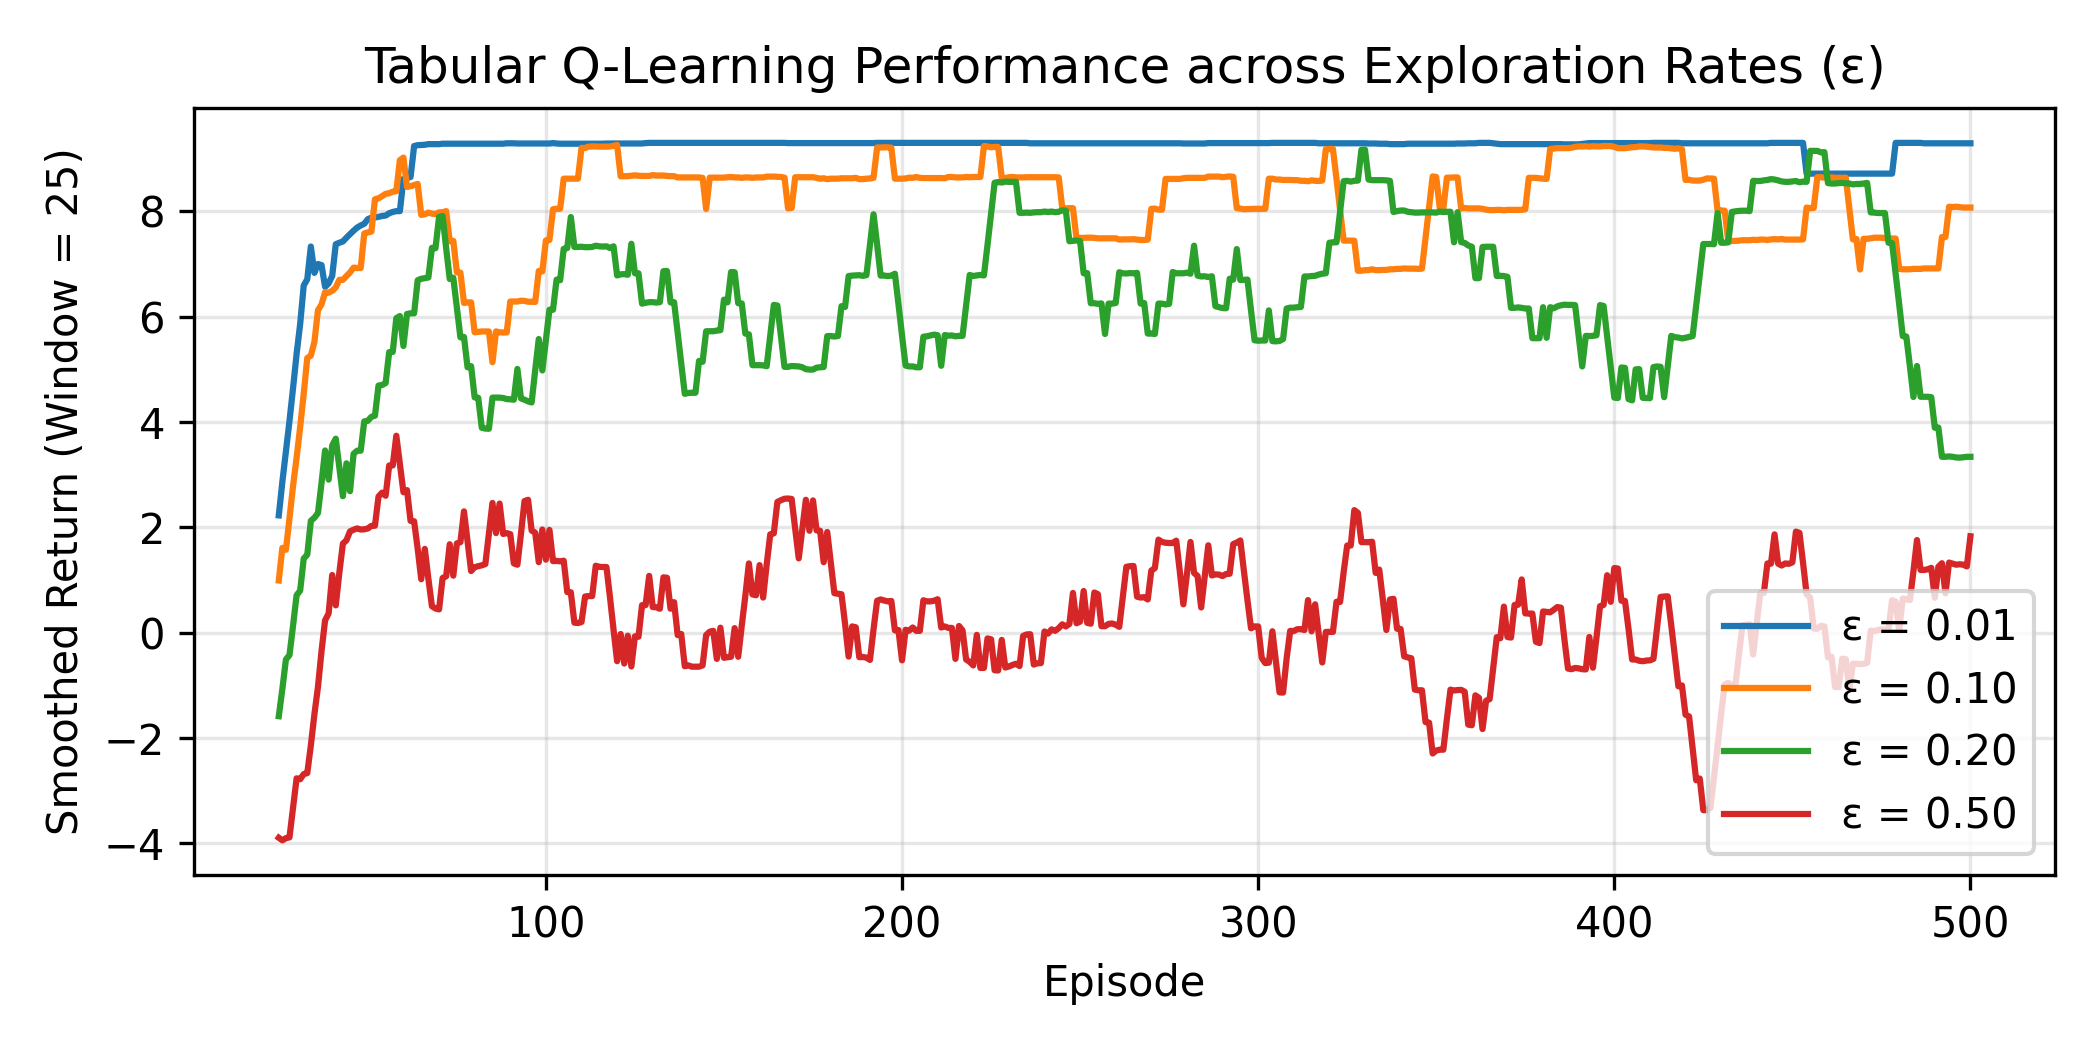 Tabular Q-Learning Performance across Exploration Rates (ε)
Smoothed Return (Window = 25)
8
6
4
2
0
−2
−4
ε = 0.01
ε = 0.10
ε = 0.20
ε = 0.50
100
200
300
400
500
Episode